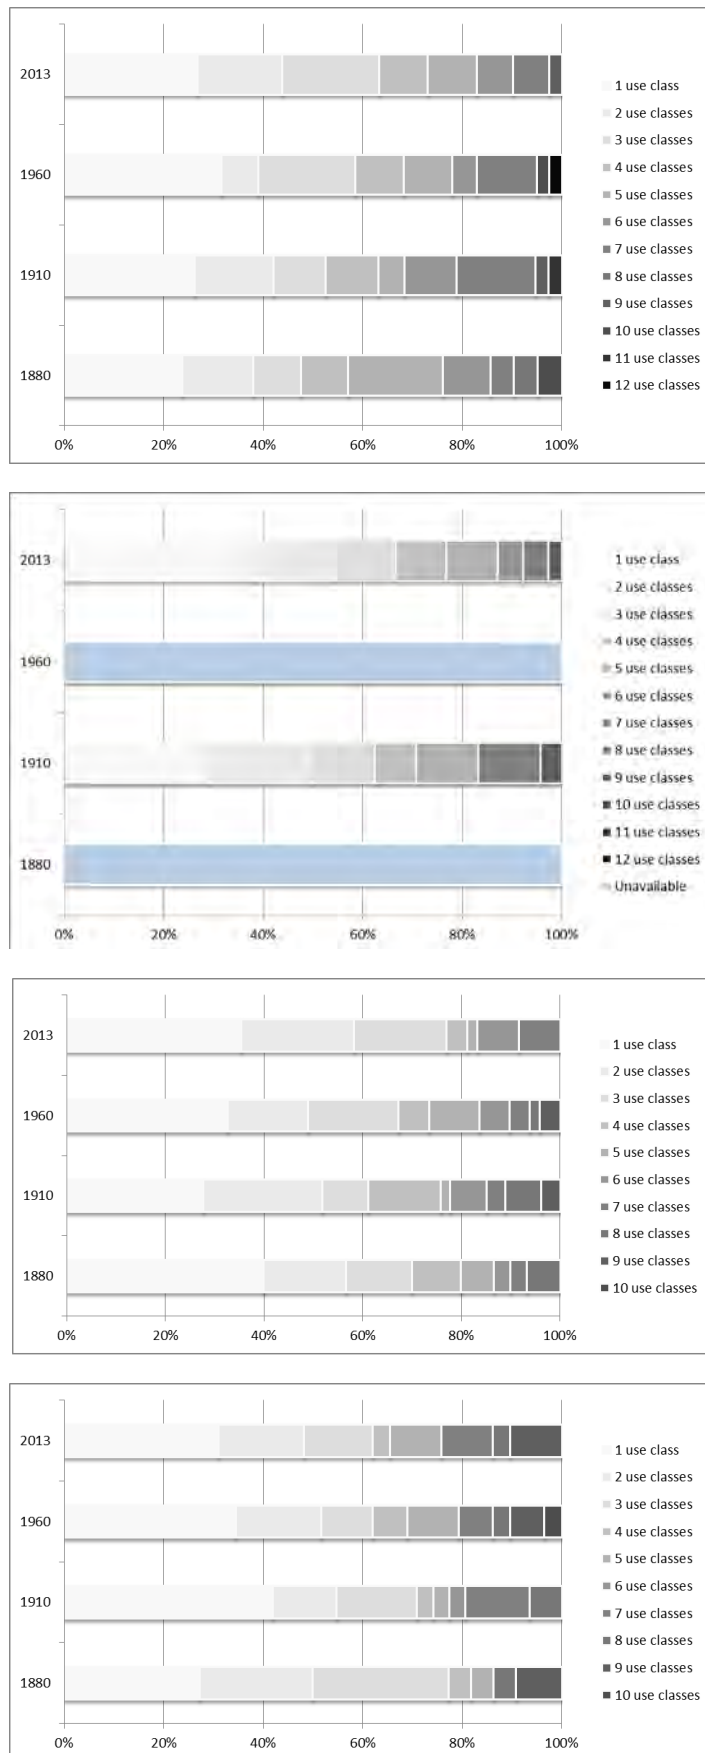 2013
1960
1910
1880
0% 20% 40% 60% 80% 100%
1 use class
2 use classes
3 use classes
4 use classes
5 use classes
6 use classes
7 use classes
8 use classes
9 use classes
10 use classes
11 use classes
12 use classes
2013
1960
1910
1880
0% 20% 40% 60% 80% 100%
1 use class
2 use classes
3 use classes
4 use classes
5 use classes
6 use classes
7 use classes
8 use classes
9 use classes
10 use classes
11 use classes
12 use classes
Unavailable
2013
1960
1910
1880
0% 20% 40% 60% 80% 100%
1 use class
2 use classes
3 use classes
4 use classes
5 use classes
6 use classes
7 use classes
8 use classes
9 use classes
10 use classes
2013
1960
1910
1880
0% 20% 40% 60% 80% 100%
1 use class
2 use classes
3 use classes
4 use classes
5 use classes
6 use classes
7 use classes
8 use classes
9 use classes
10 use classes